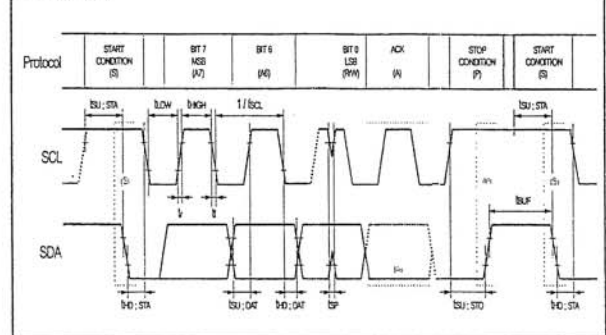 Protocol
START CONDITION (S)
BIT 7 MSB (A7)
BIT 6 (A6)
BIT 0 LSB (R/W)
ACK (A)
STOP CONDITION (P)
START CONDITION (S)
tSU ; STA
tLOW
tHIGH
1 / fSCL
tSU ; STA
SCL
(S)
(P)
(S)
tr
tf
tBUF
SDA
(A)
tHD ; STA
tSU ; DAT
tHD ; DAT
tSP
tSU ; STO
tHD ; STA